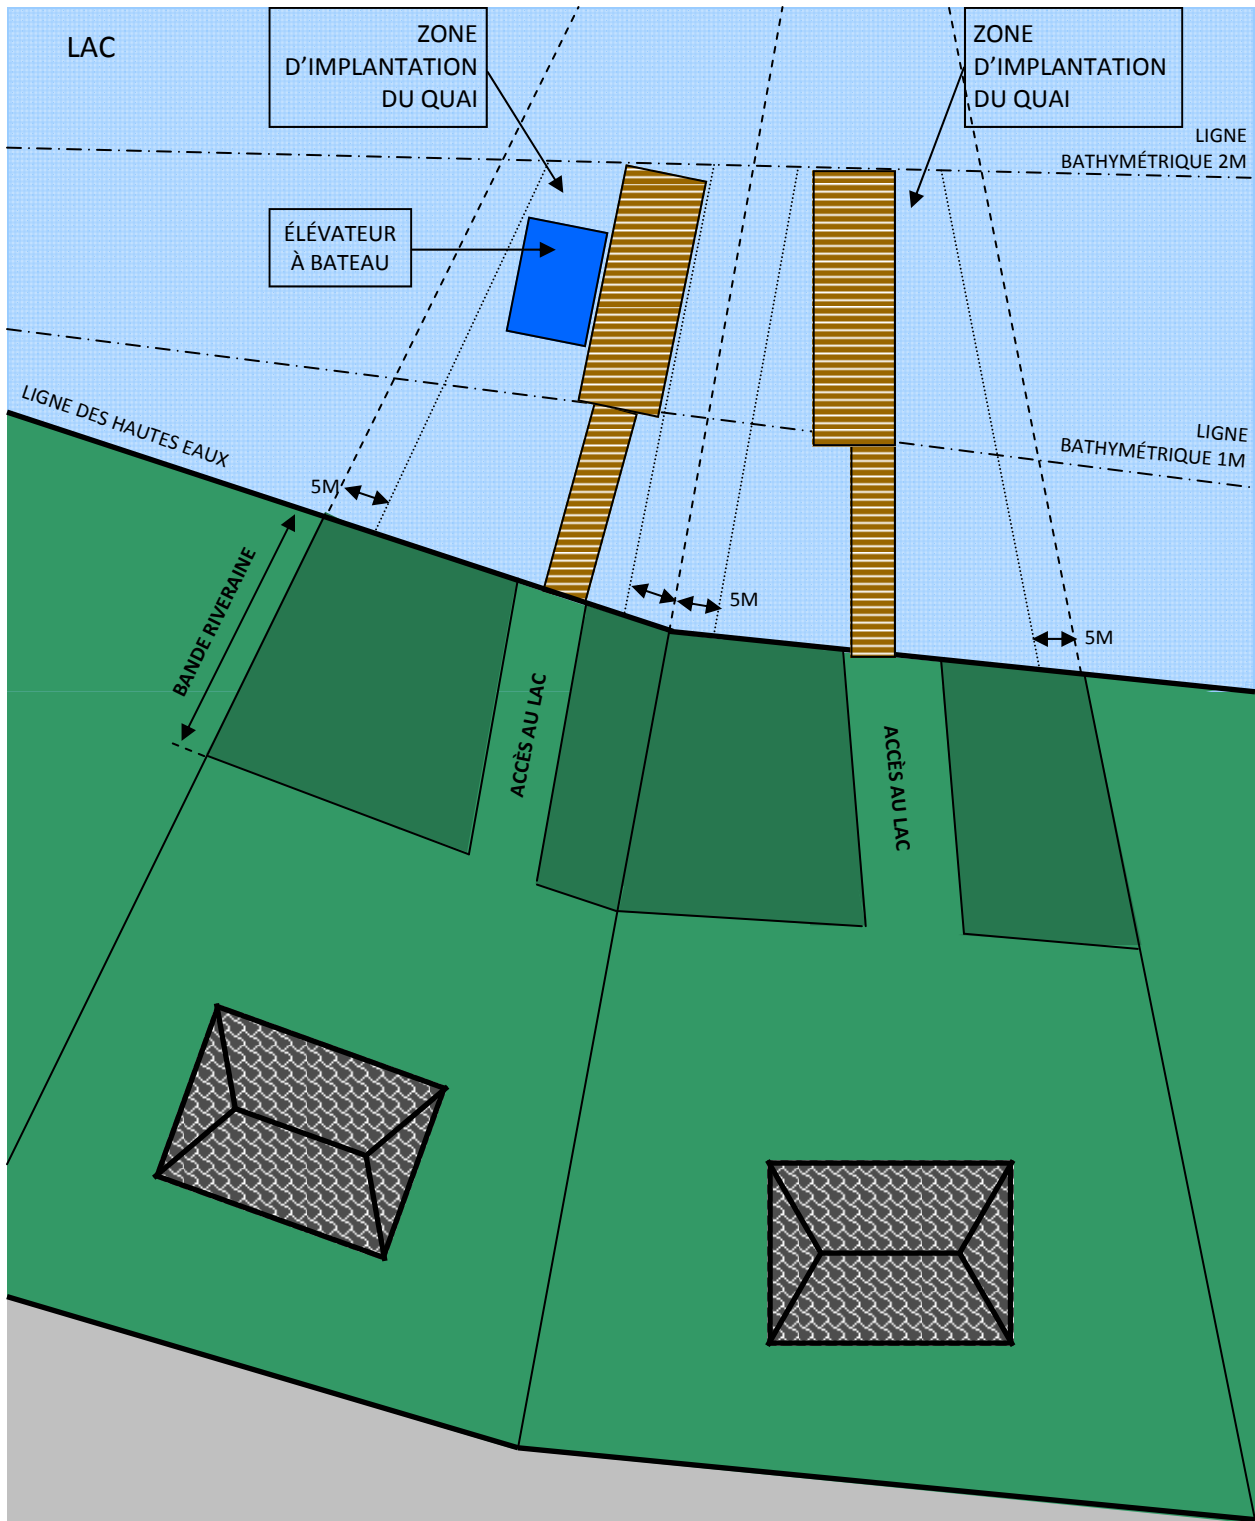 LAC
ZONE
D’IMPLANTATION
DU QUAI
ZONE
D’IMPLANTATION
DU QUAI
LIGNE
BATHYMÉTRIQUE 2M
ÉLÉVATEUR
À BATEAU
LIGNE DES HAUTES EAUX
LIGNE
BATHYMÉTRIQUE 1M
5M
BANDE RIVERAINE
5M
5M
ACCÈS AU LAC
ACCÈS AU LAC